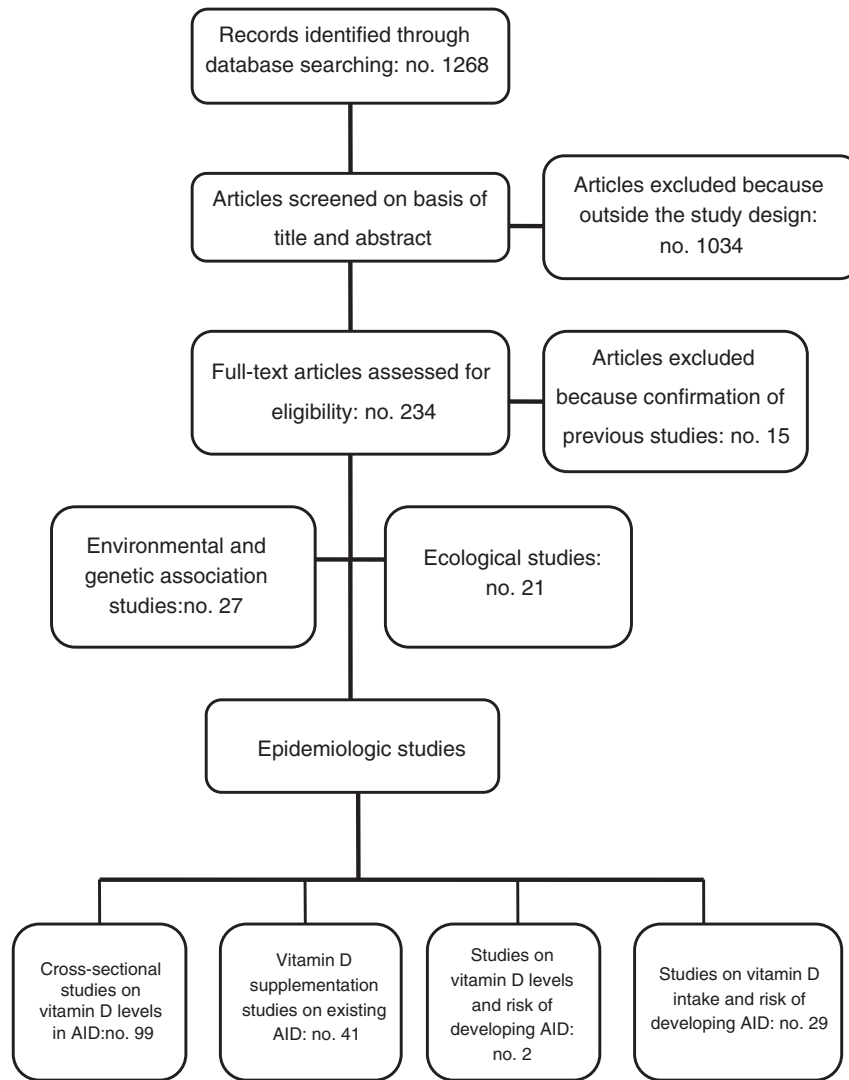 Records identified through
database searching: no. 1268
Articles screened on basis of
title and abstract
Articles excluded because
outside the study design:
no. 1034
Full-text articles assessed for
eligibility: no. 234
Articles excluded
because confirmation of
previous studies: no. 15
Environmental and
genetic association
studies:no. 27
Ecological studies:
no. 21
Epidemiologic studies
Cross-sectional
studies on
vitamin D levels
in AID:no. 99
Vitamin D
supplementation
studies on existing
AID: no. 41
Studies on
vitamin D levels
and risk of
developing AID:
no. 2
Studies on vitamin D
intake and risk of
developing AID: no. 29